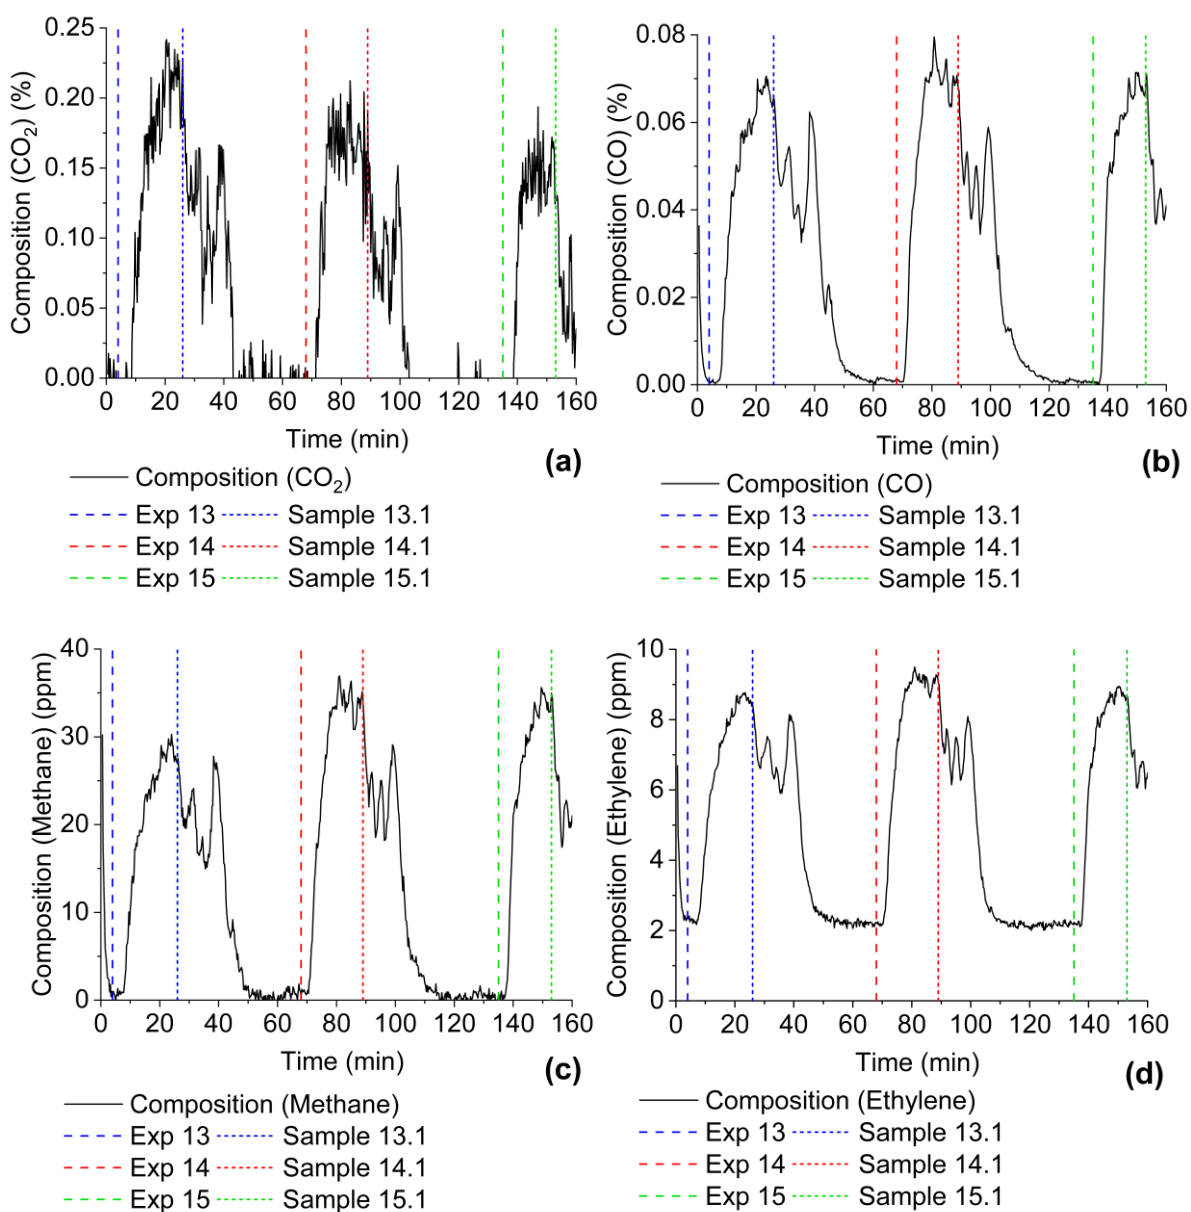 Composition (CO₂) (%)
0.25
0.20
0.15
0.10
0.05
0.00
0 20 40 60 80 100 120 140 160
Time (min)
(a)
Composition (CO₂)
Exp 13 Sample 13.1
Exp 14 Sample 14.1
Exp 15 Sample 15.1
Composition (CO) (%)
0.08
0.06
0.04
0.02
0.00
0 20 40 60 80 100 120 140 160
Time (min)
(b)
Composition (CO)
Exp 13 Sample 13.1
Exp 14 Sample 14.1
Exp 15 Sample 15.1
Composition (Methane) (ppm)
40
30
20
10
0
0 20 40 60 80 100 120 140 160
Time (min)
(c)
Composition (Methane)
Exp 13 Sample 13.1
Exp 14 Sample 14.1
Exp 15 Sample 15.1
Composition (Ethylene) (ppm)
10
8
6
4
2
0
0 20 40 60 80 100 120 140 160
Time (min)
(d)
Composition (Ethylene)
Exp 13 Sample 13.1
Exp 14 Sample 14.1
Exp 15 Sample 15.1